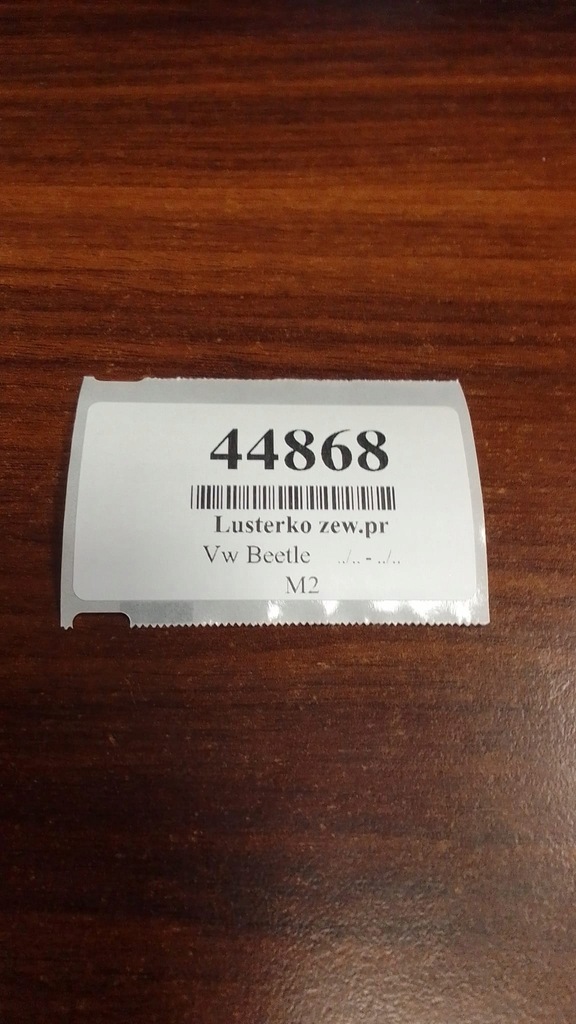 44868
Lusterko zew.pr
Vw Beetle ../.. - ../..
M2